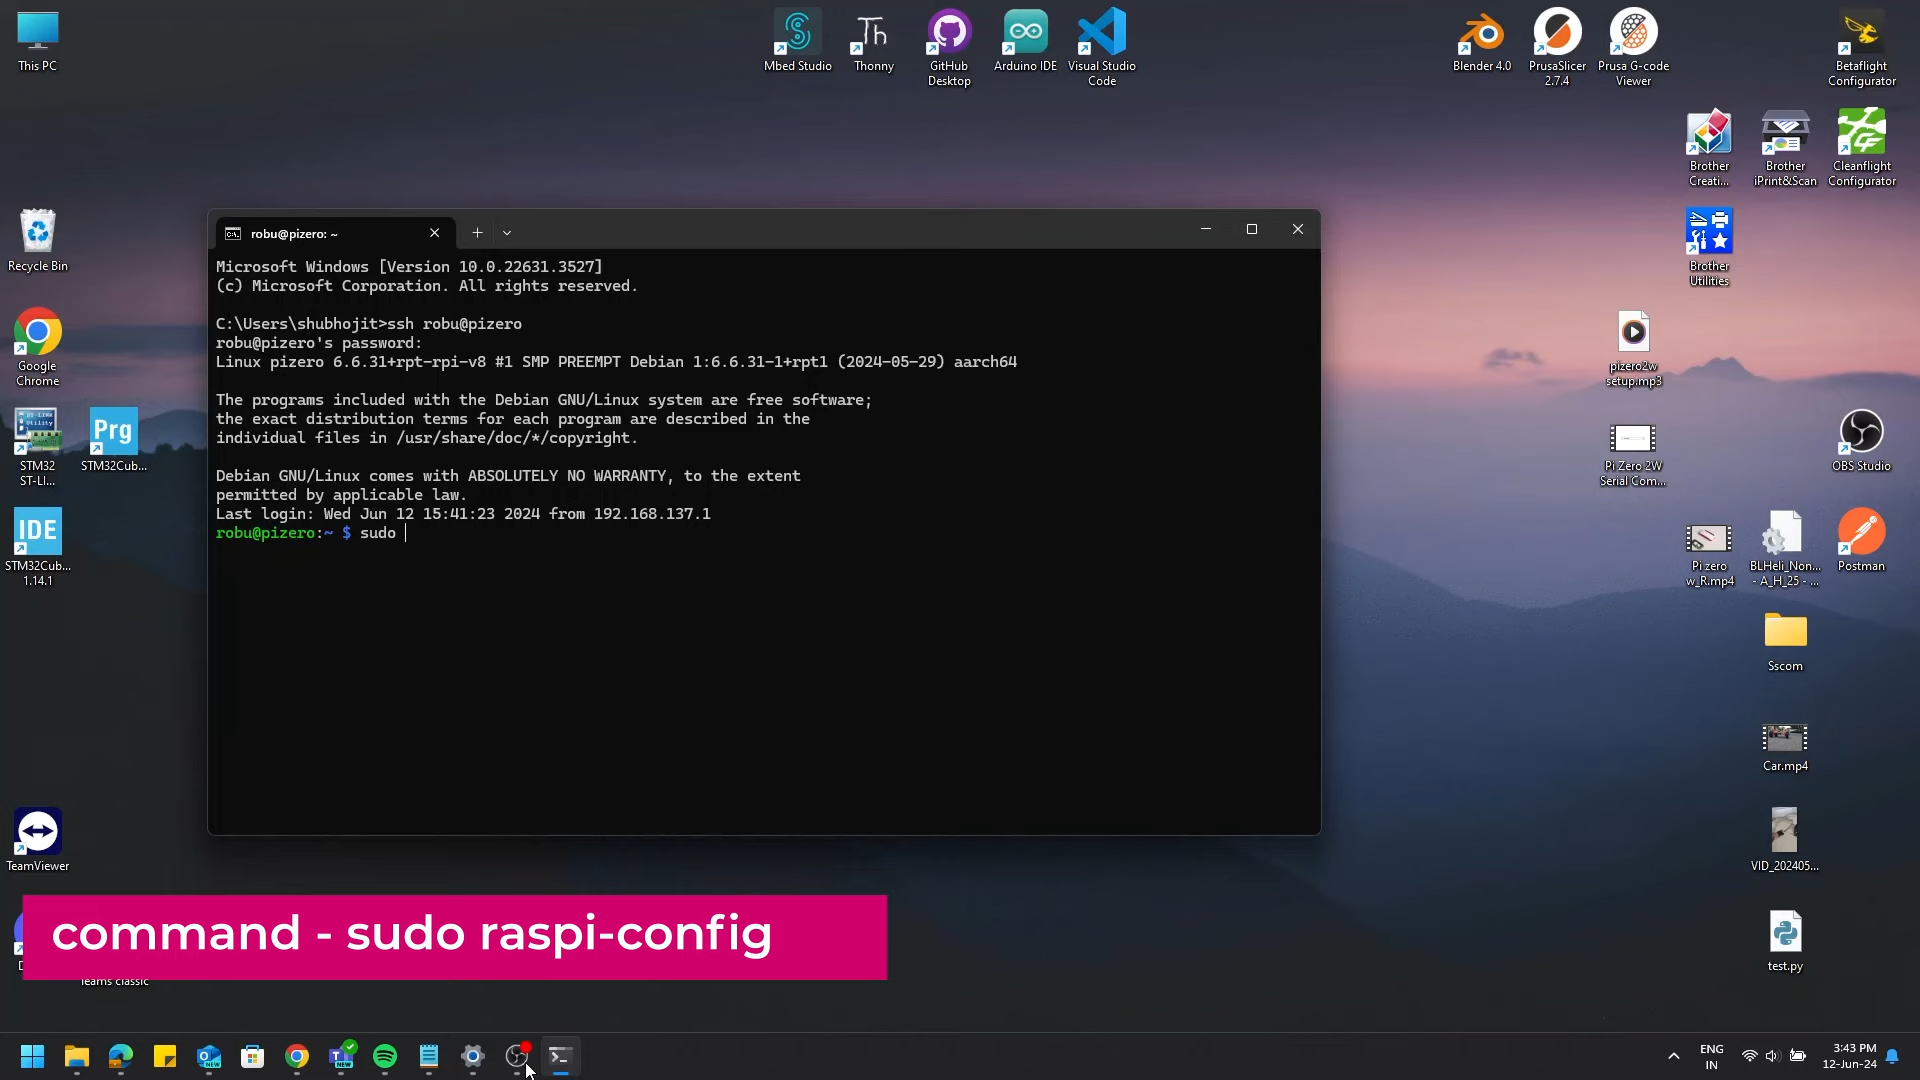 This PC
Mbed Studio
Thonny
GitHub
Desktop
Arduino IDE
Visual Studio
Code
Blender 4.0
PrusaSlicer
2.7.4
Prusa G-code
Viewer
Betaflight
Configurator
Th
Brother
Creati...
Brother
iPrint&Scan
Cleanflight
Configurator
Recycle Bin
Brother
Utilities
Google
Chrome
pizero2w
setup.mp3
STM32
ST-LI...
Prg
STM32Cub...
Pi Zero 2W
Serial Com...
OBS Studio
IDE
STM32Cub...
1.14.1
Pi zero
w_R.mp4
BLHeli_Non...
- A_H_25 - ...
Postman
Sscom
Car.mp4
TeamViewer
VID_202405...
test.py
Teams classic
robu@pizero: ~
Microsoft Windows [Version 10.0.22631.3527]
(c) Microsoft Corporation. All rights reserved.
C:\Users\shubhojit>ssh robu@pizero
robu@pizero's password:
Linux pizero 6.6.31+rpt-rpi-v8 #1 SMP PREEMPT Debian 1:6.6.31-1+rpt1 (2024-05-29) aarch64
The programs included with the Debian GNU/Linux system are free software;
the exact distribution terms for each program are described in the
individual files in /usr/share/doc/*/copyright.
Debian GNU/Linux comes with ABSOLUTELY NO WARRANTY, to the extent
permitted by applicable law.
Last login: Wed Jun 12 15:41:23 2024 from 192.168.137.1
robu@pizero:~ $ sudo
command - sudo raspi-config
ENG
IN
3:43 PM
12-Jun-24